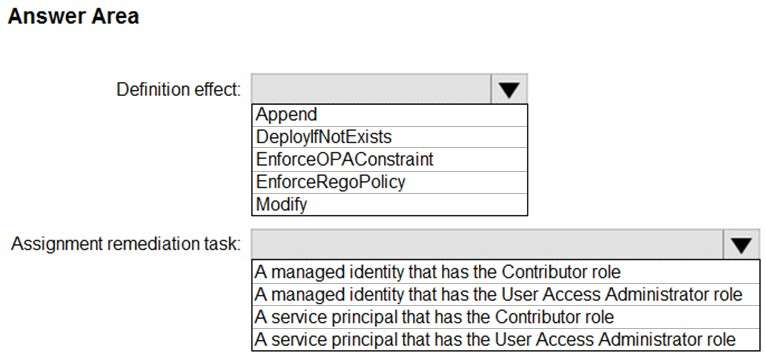 Answer Area
Definition effect:
Append
DeployIfNotExists
EnforceOPAConstraint
EnforceRegoPolicy
Modify
Assignment remediation task:
A managed identity that has the Contributor role
A managed identity that has the User Access Administrator role
A service principal that has the Contributor role
A service principal that has the User Access Administrator role